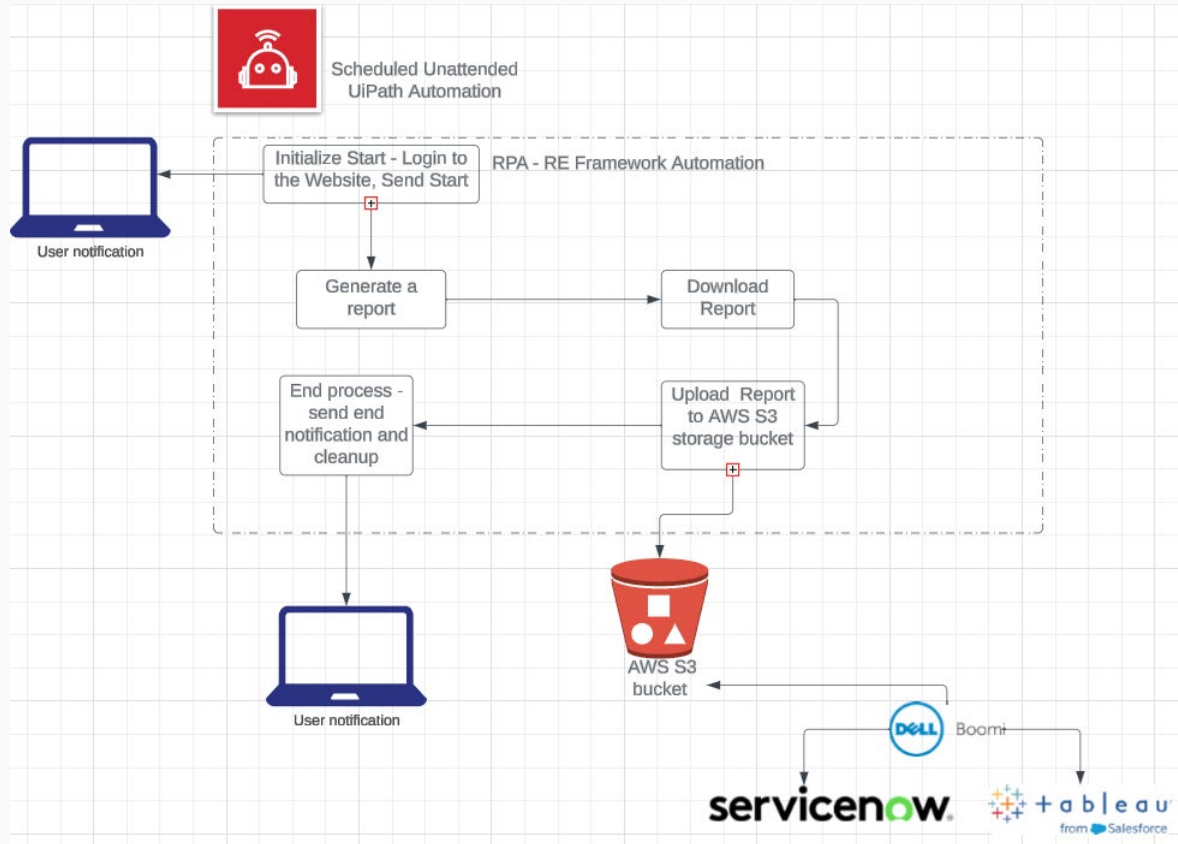 Scheduled Unattended
UiPath Automation
Initialize Start - Login to
the Website, Send Start
RPA - RE Framework Automation
User notification
Generate a
report
Download
Report
End process -
send end
notification and
cleanup
Upload Report
to AWS S3
storage bucket
AWS S3
bucket
User notification
DELL Boomi
servicenow.
+ a b l e a u
from Salesforce